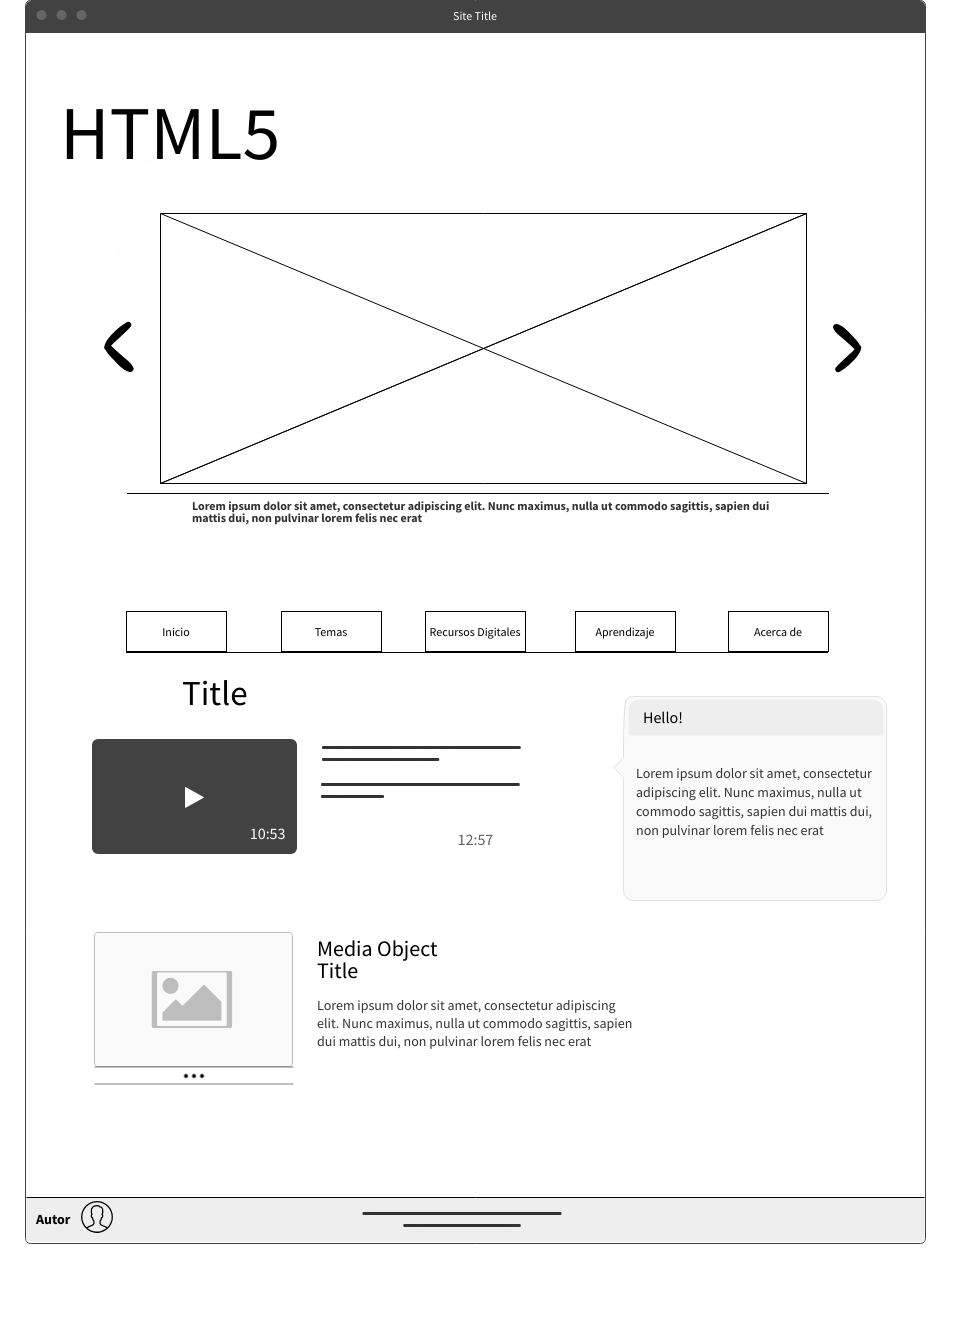 Site Title
HTML5
Lorem ipsum dolor sit amet, consectetur adipiscing elit. Nunc maximus, nulla ut commodo sagittis, sapien dui
mattis dui, non pulvinar lorem felis nec erat
Inicio
Temas
Recursos Digitales
Aprendizaje
Acerca de
Title
10:53
12:57
Hello!
Lorem ipsum dolor sit amet, consectetur
adipiscing elit. Nunc maximus, nulla ut
commodo sagittis, sapien dui mattis dui,
non pulvinar lorem felis nec erat
Media Object
Title
Lorem ipsum dolor sit amet, consectetur adipiscing
elit. Nunc maximus, nulla ut commodo sagittis, sapien
dui mattis dui, non pulvinar lorem felis nec erat
Autor